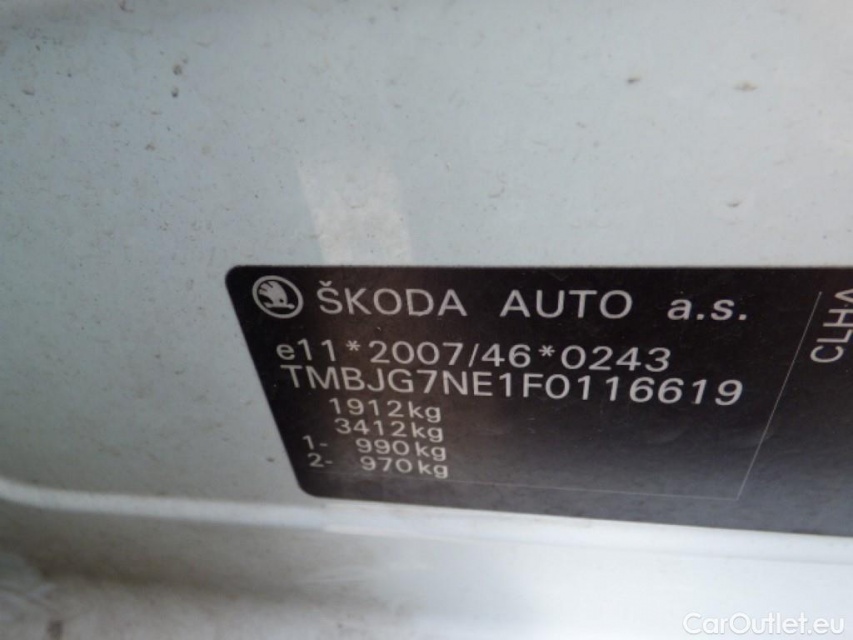 ŠKODA AUTO a.s.
e11*2007/46*0243
TMBJG7NE1F0116619
1912kg
3412kg
1- 990kg
2- 970kg
CLHA
CarOutlet.eu